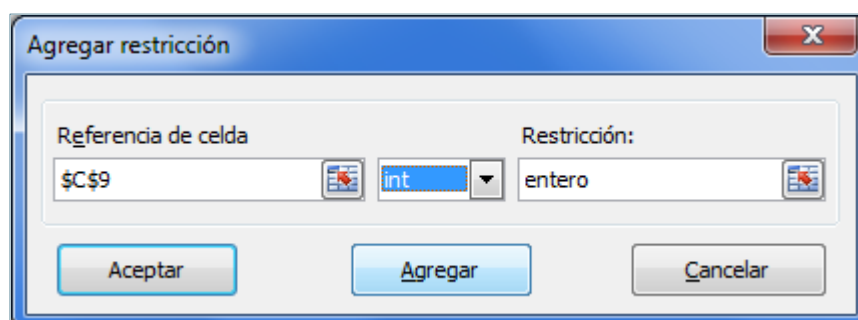 Agregar restricción
Referencia de celda Restricción:
$C$9 int entero
Aceptar Agregar Cancelar